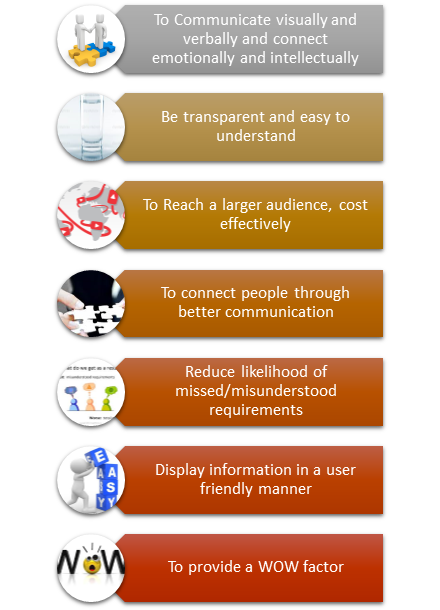 To Communicate visually and
verbally and connect
emotionally and intellectually
Be transparent and easy to
understand
To Reach a larger audience, cost
effectively
To connect people through
better communication
Reduce likelihood of
missed/misunderstood
requirements
Display information in a user
friendly manner
EASY
EASY
WOW
To provide a WOW factor